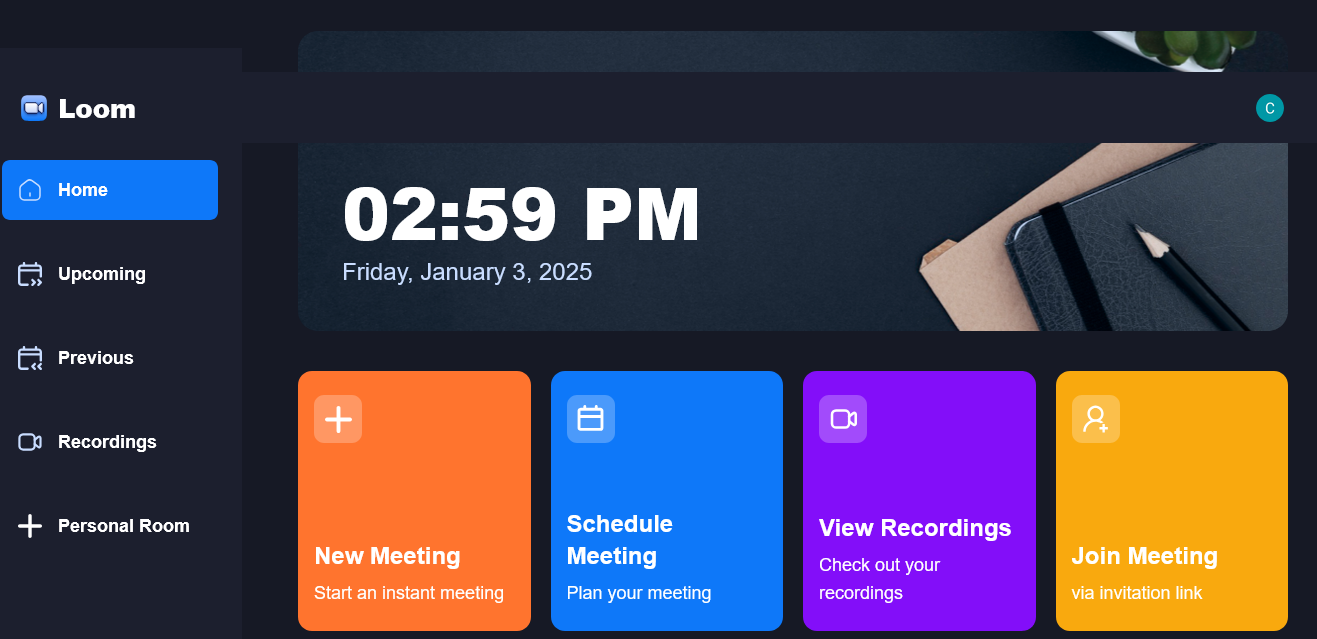 Loom
C
Home
Upcoming
Previous
Recordings
Personal Room
02:59 PM
Friday, January 3, 2025
New Meeting
Start an instant meeting
Schedule
Meeting
Plan your meeting
View Recordings
Check out your
recordings
Join Meeting
via invitation link